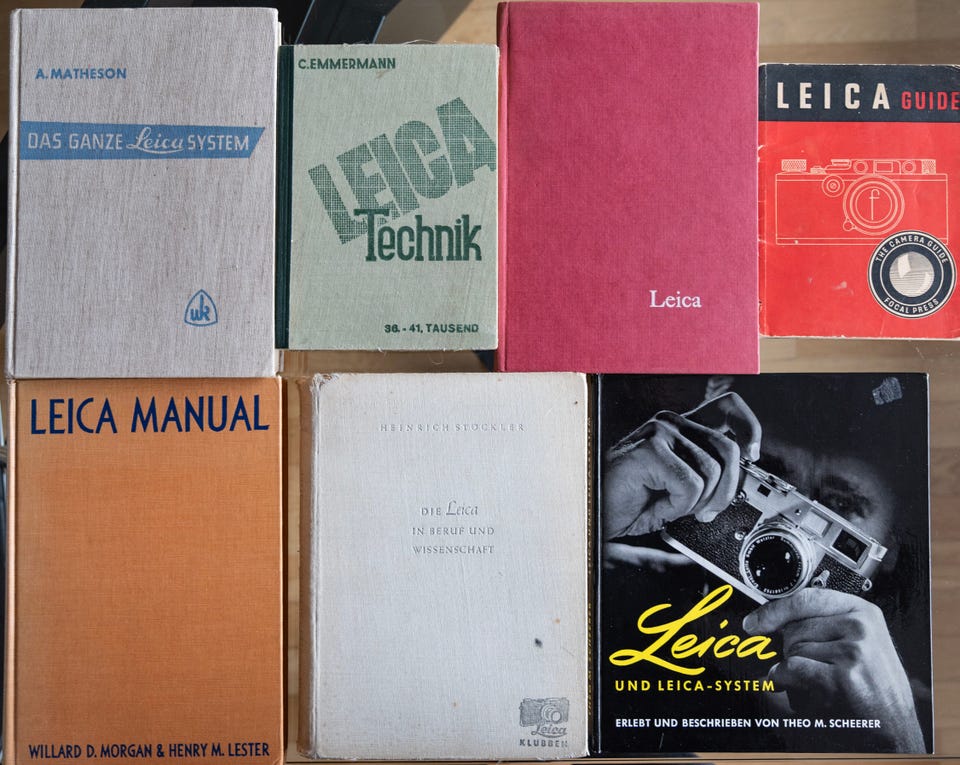 A. MATHESON
DAS GANZE Leica SYSTEM
wk
C. EMMERMANN
LEICA
Technik
36. - 41. TAUSEND
Leica
LEICA GUIDE
f
THE CAMERA GUIDE
FOCAL PRESS
LEICA MANUAL
WILLARD D. MORGAN & HENRY M. LESTER
HEINRICH STÖCKLER
DIE Leica
IN BERUF UND
WISSENSCHAFT
Leica
KLUBBEN
Leica
UND LEICA-SYSTEM
ERLEBT UND BESCHRIEBEN VON THEO M. SCHEERER